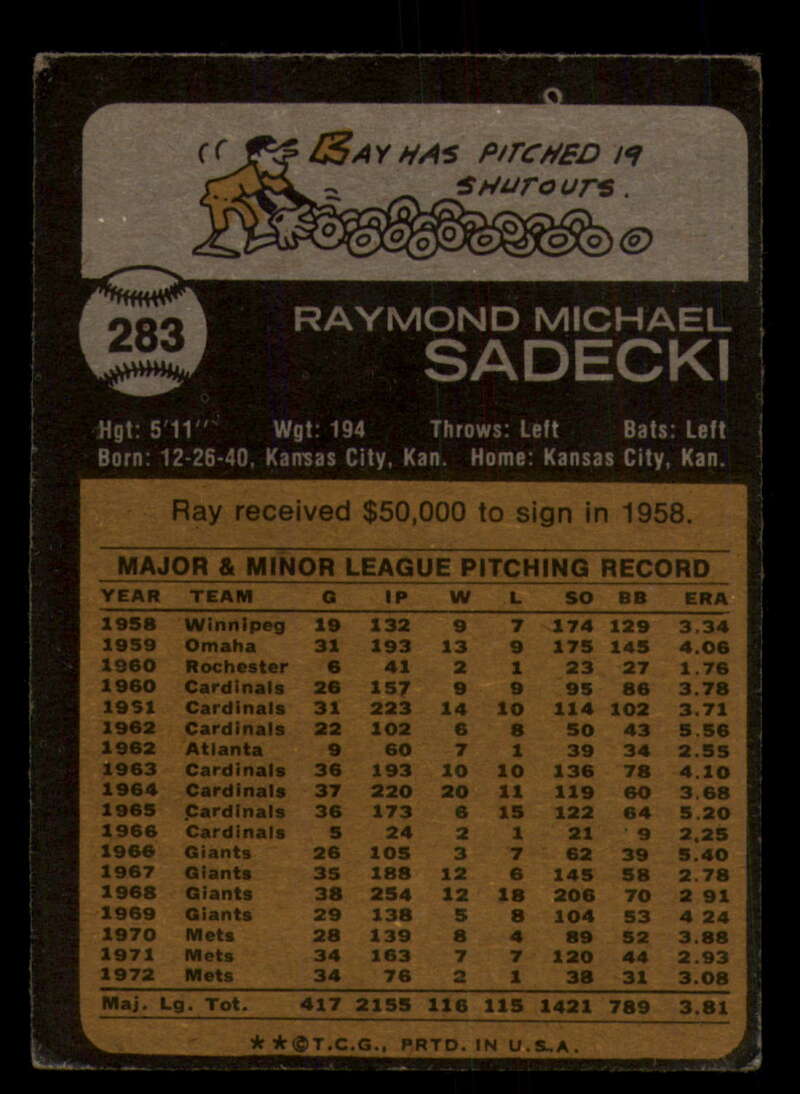 RAY HAS PITCHED 19
SHUTOUTS.
283
RAYMOND MICHAEL
SADECKI
Hgt: 5'11" Wgt: 194 Throws: Left Bats: Left
Born: 12-26-40, Kansas City, Kan. Home: Kansas City, Kan.
Ray received $50,000 to sign in 1958.
MAJOR & MINOR LEAGUE PITCHING RECORD
YEAR TEAM G IP W L SO BB ERA
1958 Winnipeg 19 132 9 7 174 129 3.34
1959 Omaha 31 193 13 9 175 145 4.06
1960 Rochester 6 41 2 1 23 27 1.76
1960 Cardinals 26 157 9 9 95 86 3.78
1951 Cardinals 31 223 14 10 114 102 3.71
1962 Cardinals 22 102 6 8 50 43 5.56
1962 Atlanta 9 60 7 1 39 34 2.55
1963 Cardinals 36 193 10 10 136 78 4.10
1964 Cardinals 37 220 20 11 119 60 3.68
1965 Cardinals 36 173 6 15 122 64 5.20
1966 Cardinals 5 24 2 1 21 9 2.25
1966 Giants 26 105 3 7 62 39 5.40
1967 Giants 35 188 12 6 145 58 2.78
1968 Giants 38 254 12 18 206 70 2 91
1969 Giants 29 138 5 8 104 53 4 24
1970 Mets 28 139 8 4 89 52 3.88
1971 Mets 34 163 7 7 120 44 2.93
1972 Mets 34 76 2 1 38 31 3.08
Maj. Lg. Tot. 417 2155 116 115 1421 789 3.81
**©T.C.G., PRTD. IN U.S.A.